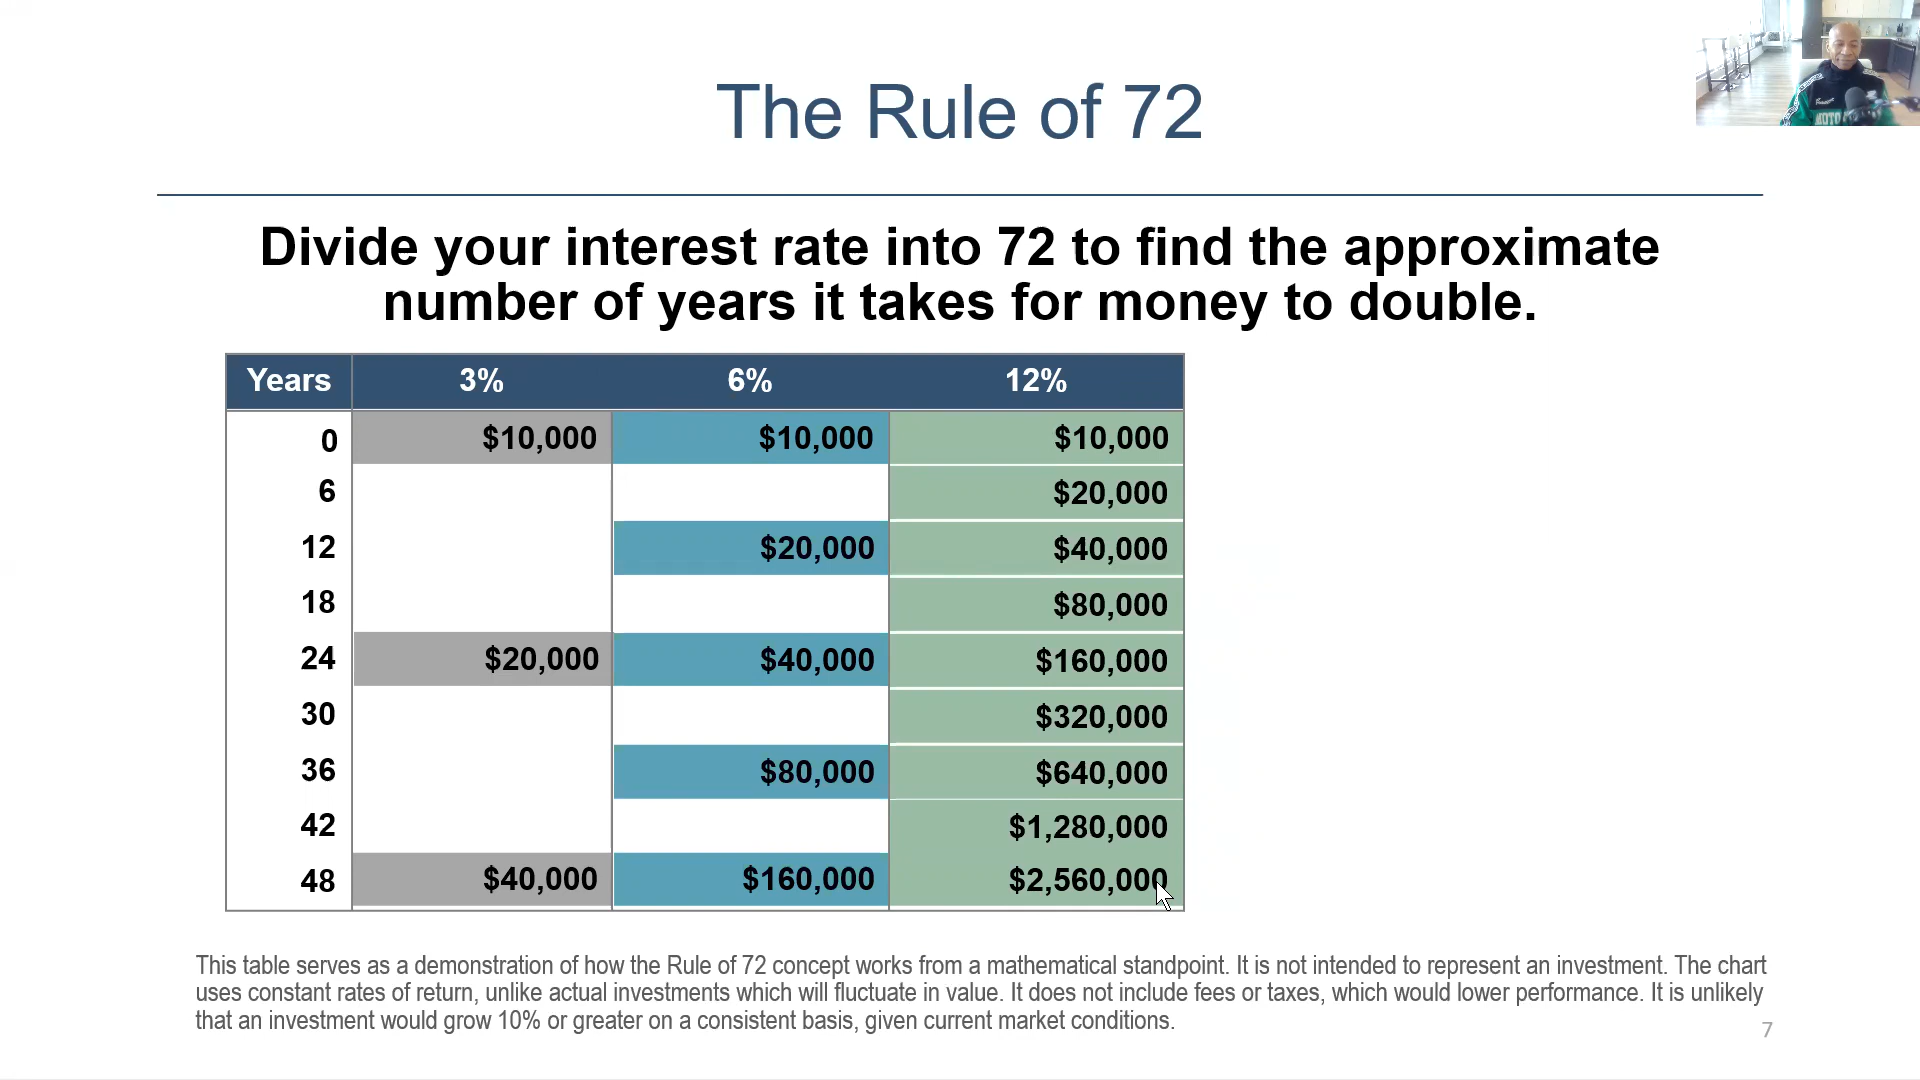 The Rule of 72
Divide your interest rate into 72 to find the approximate
number of years it takes for money to double.
Years 3% 6% 12%
0 $10,000 $10,000 $10,000
6 $20,000
12 $20,000 $40,000
18 $80,000
24 $20,000 $40,000 $160,000
30 $320,000
36 $80,000 $640,000
42 $1,280,000
48 $40,000 $160,000 $2,560,000
This table serves as a demonstration of how the Rule of 72 concept works from a mathematical standpoint. It is not intended to represent an investment. The chart
uses constant rates of return, unlike actual investments which will fluctuate in value. It does not include fees or taxes, which would lower performance. It is unlikely
that an investment would grow 10% or greater on a consistent basis, given current market conditions.
7